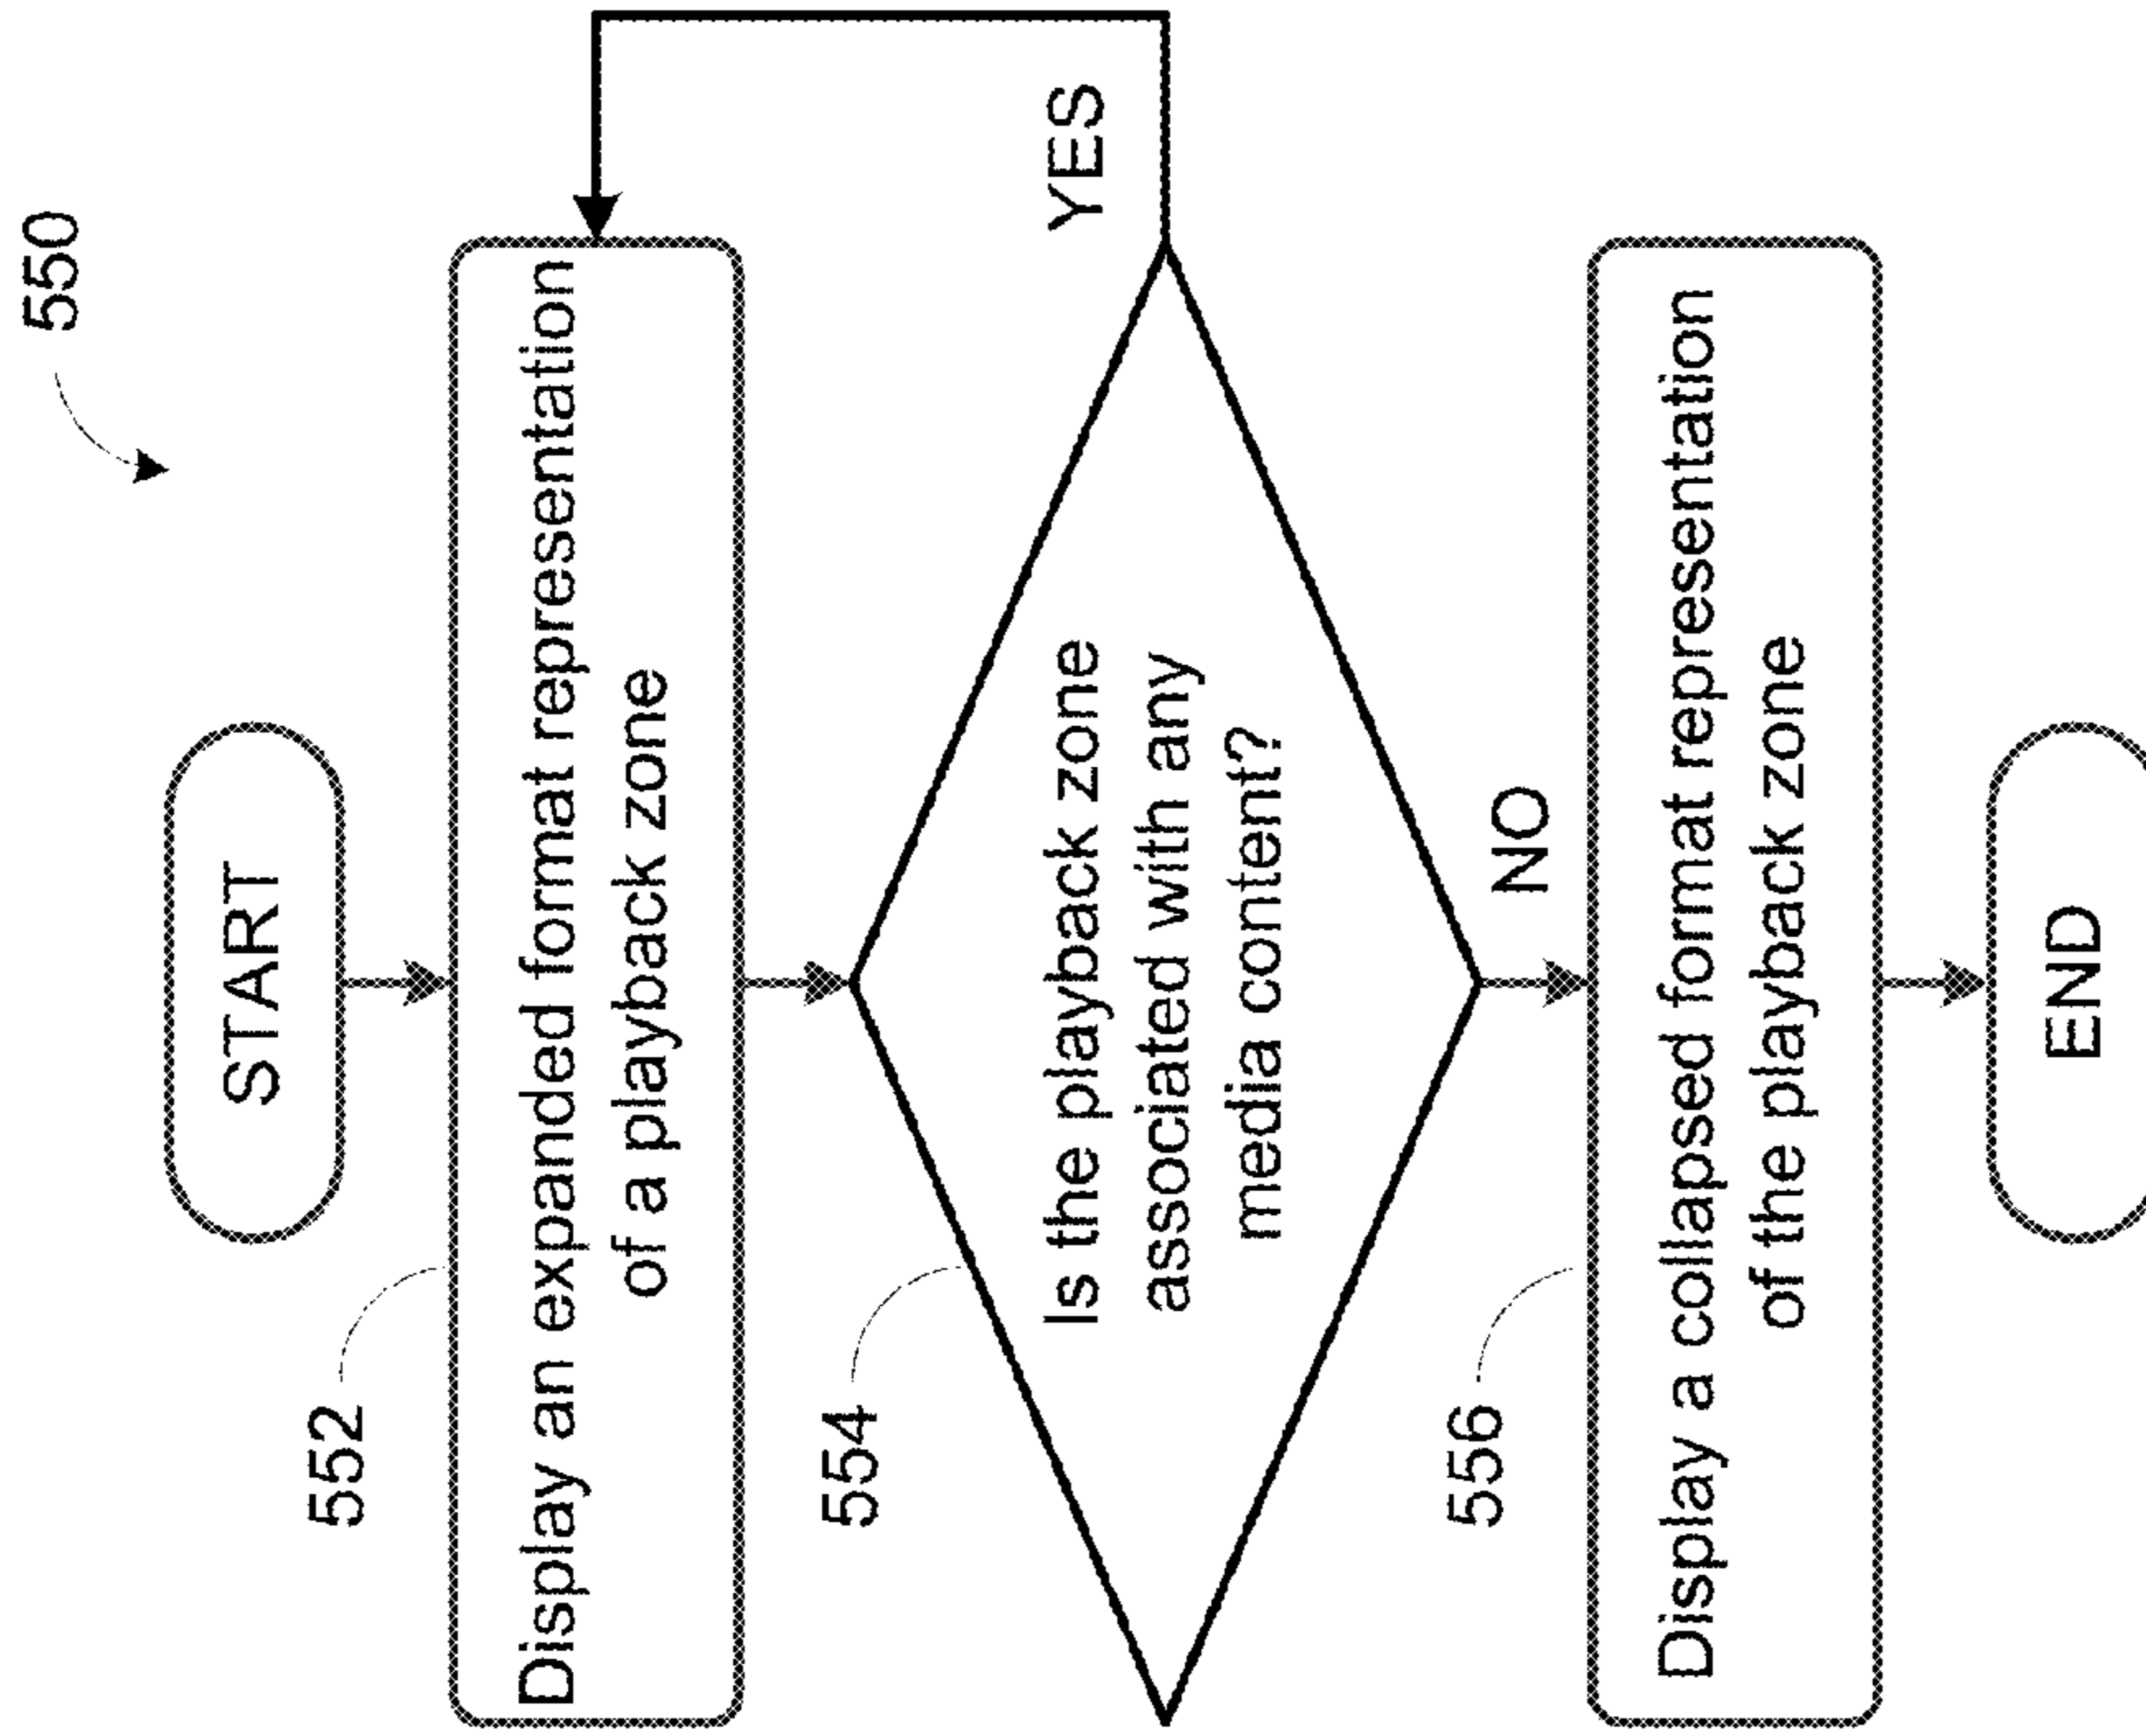 550
START
552
Display an expanded format representation
of a playback zone
554
Is the playback zone
associated with any
media content?
YES
NO
556
Display a collapsed format representation
of the playback zone
END